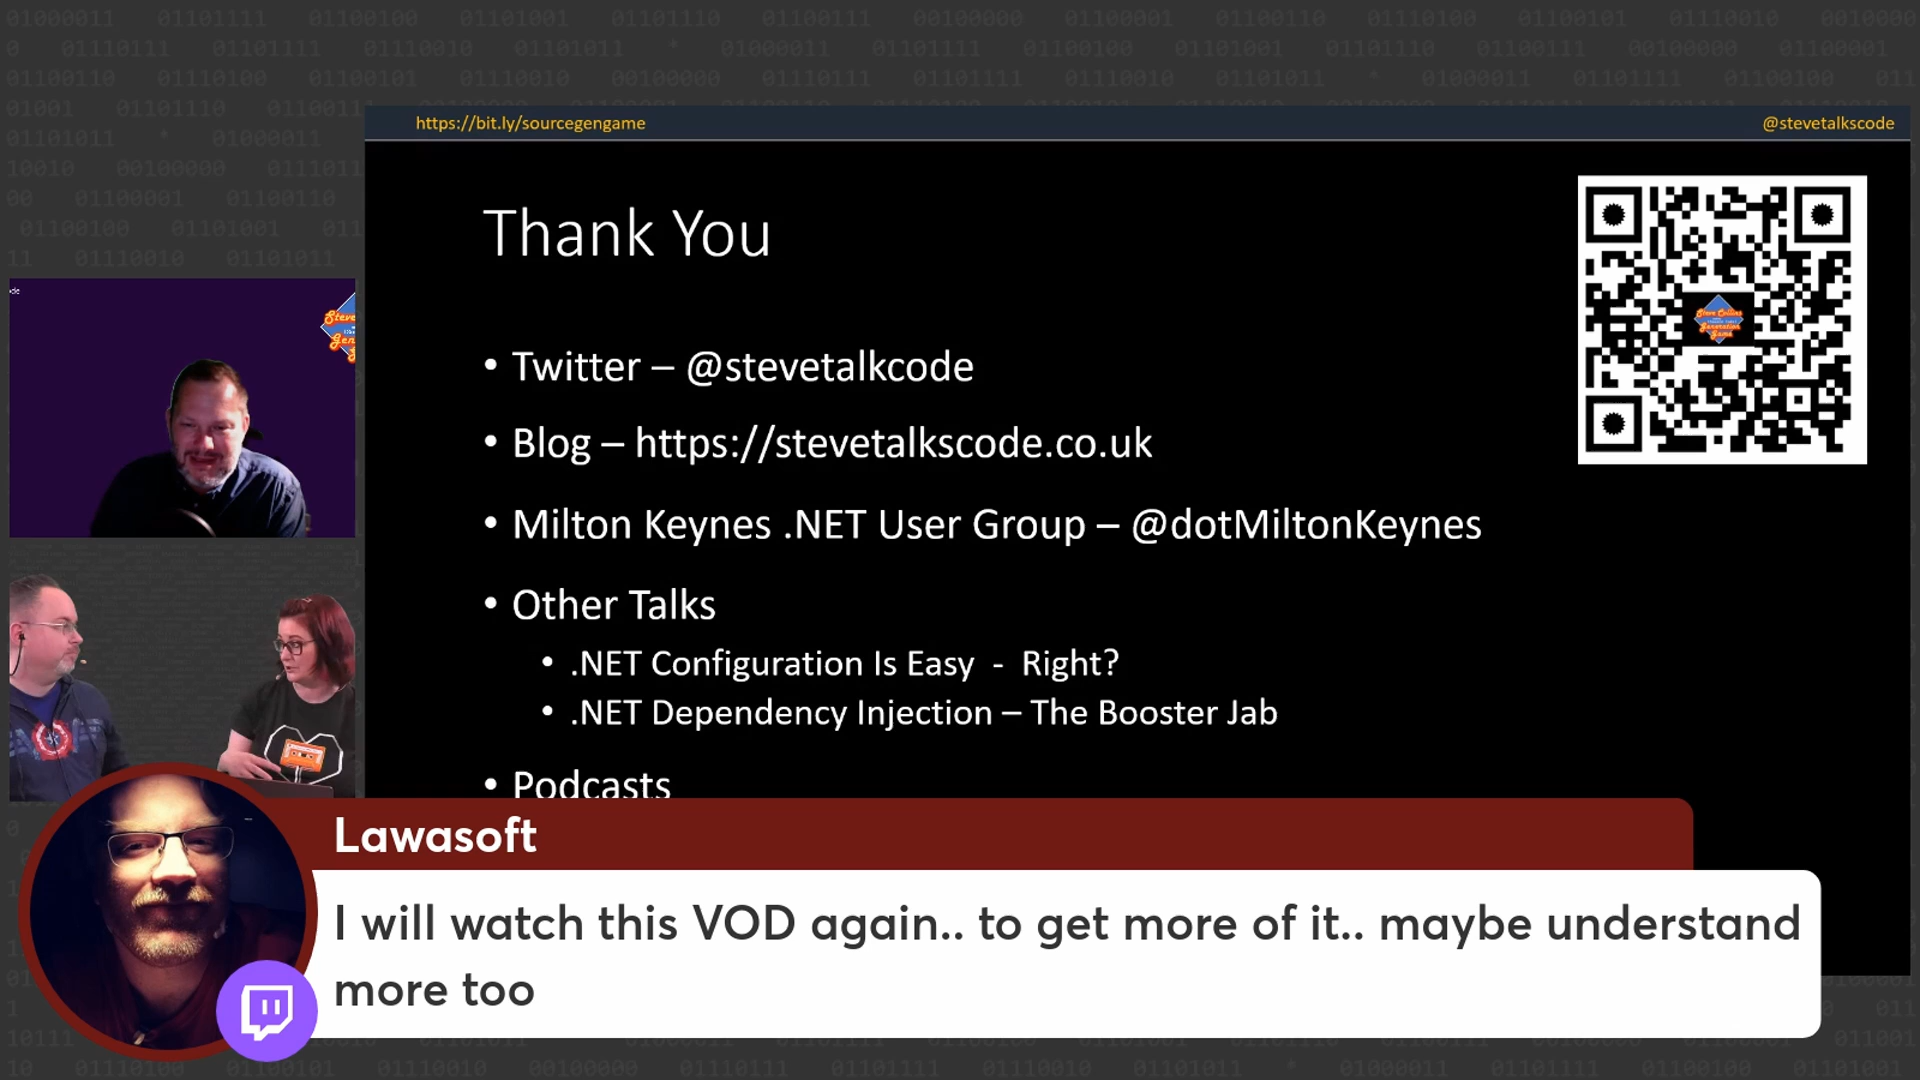 https://bit.ly/sourcegengame
@stevetalkscode
Thank You
• Twitter – @stevetalkcode
• Blog – https://stevetalkscode.co.uk
• Milton Keynes .NET User Group – @dotMiltonKeynes
• Other Talks
• .NET Configuration Is Easy - Right?
• .NET Dependency Injection – The Booster Jab
• Podcasts
Lawasoft
I will watch this VOD again.. to get more of it.. maybe understand
more too